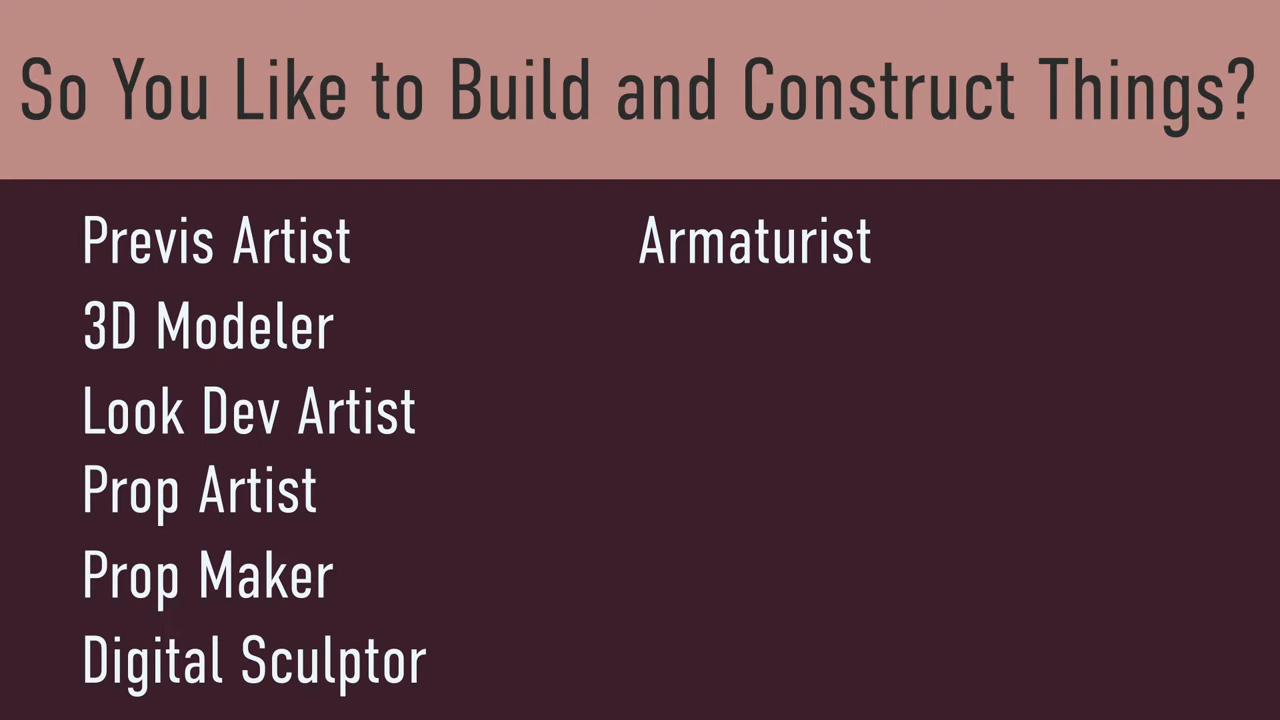 So You Like to Build and Construct Things?
Previs Artist
3D Modeler
Look Dev Artist
Prop Artist
Prop Maker
Digital Sculptor
Armaturist